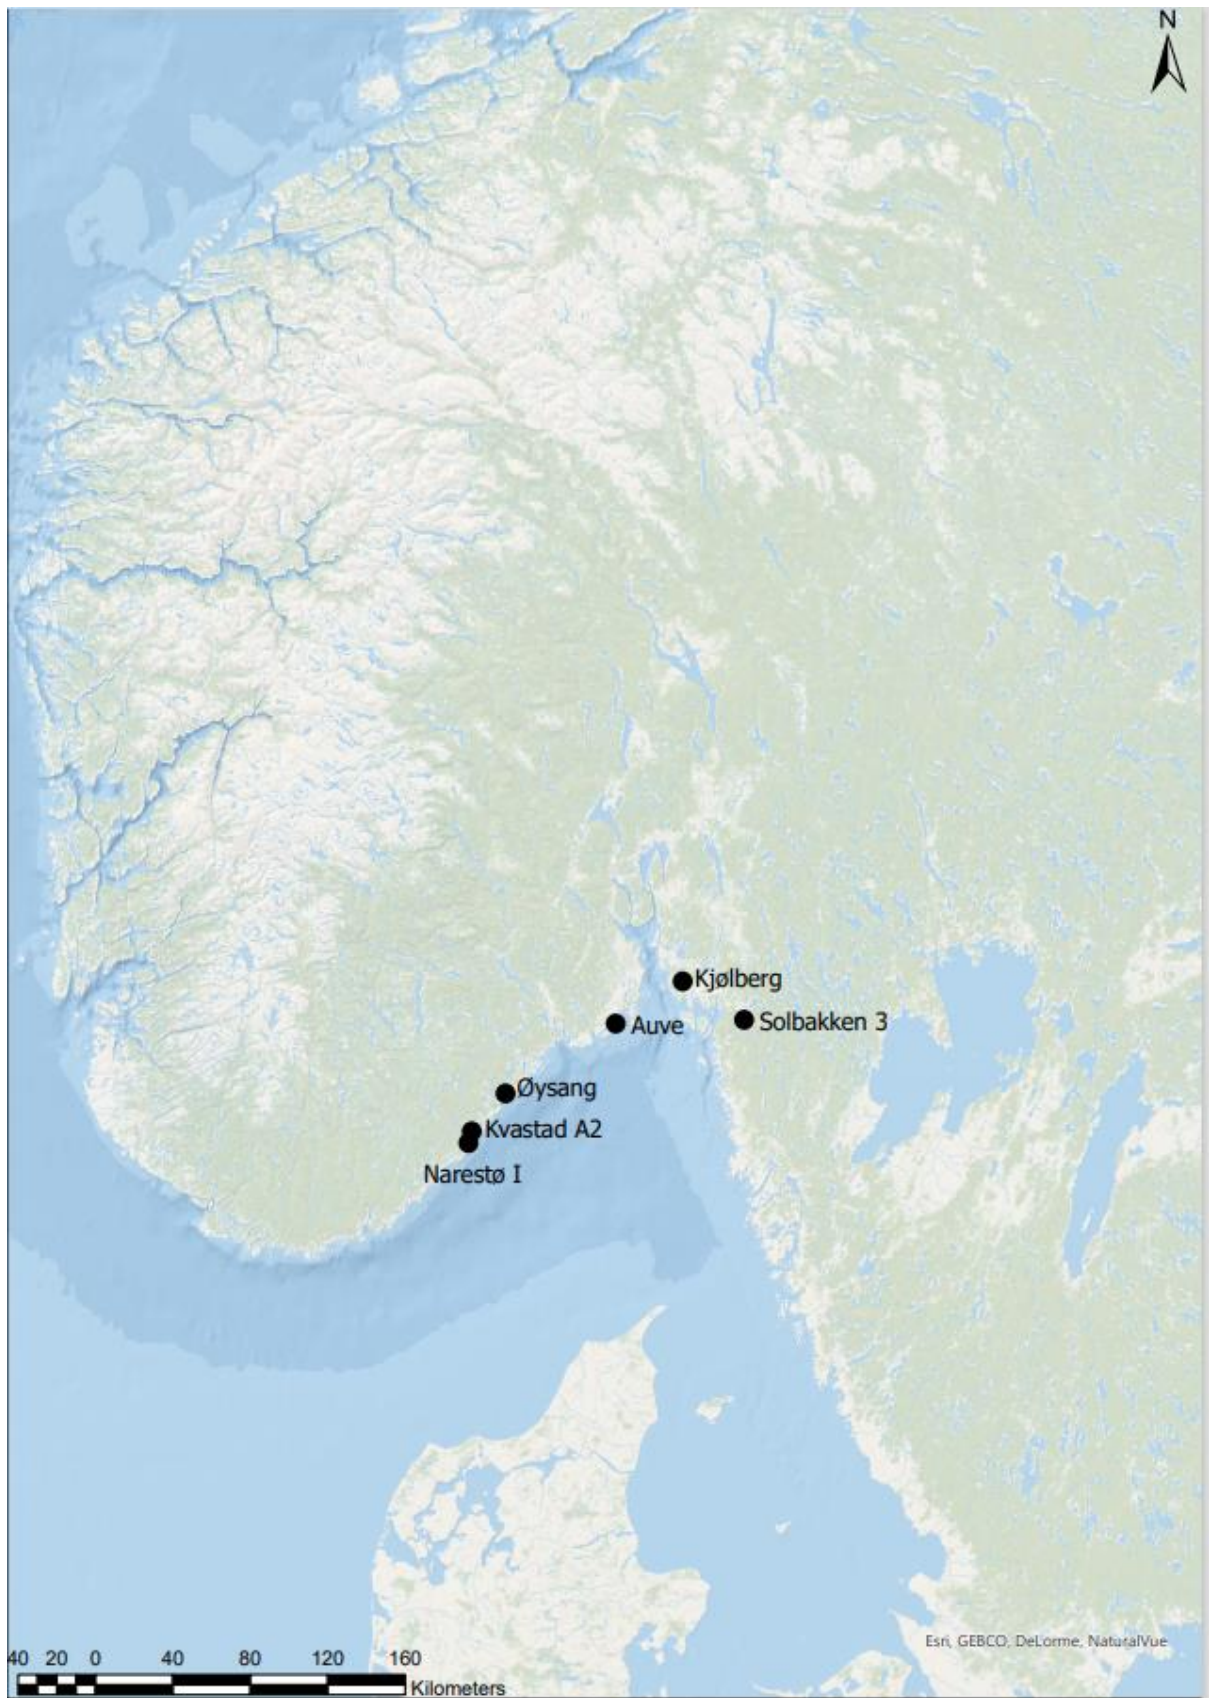 N
Kjølberg
Auve
Solbakken 3
Øysang
Kvastad A2
Narestø I
Esri, GEBCO, DeLorme, NaturalVue
40 20 0 40 80 120 160
Kilometers